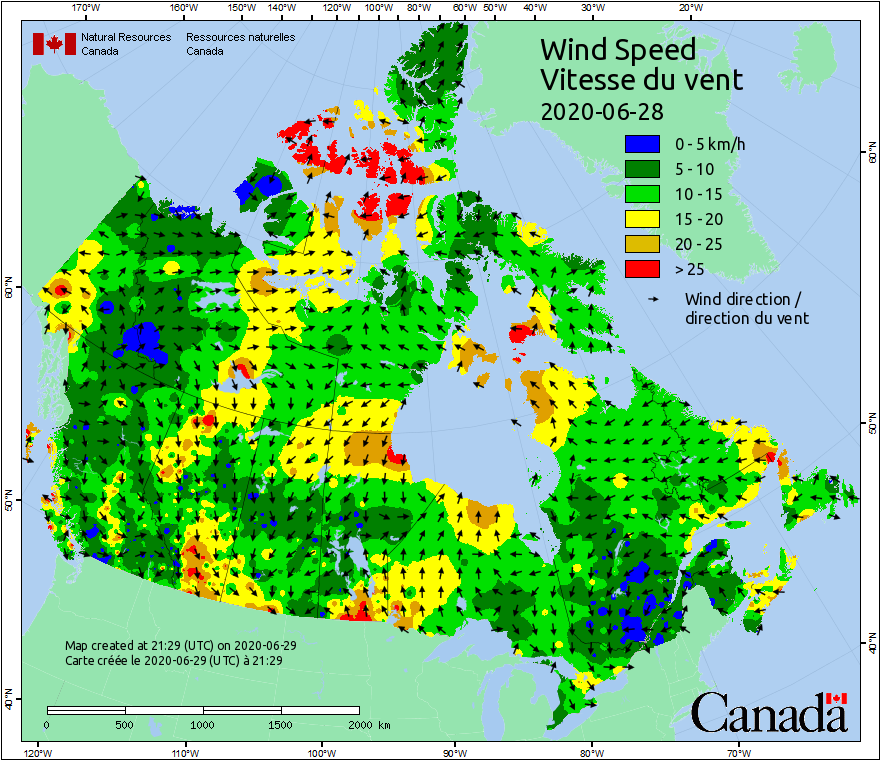 170°W 160°W 150°W 140°W 120°W 100°W 80°W 60°W 50°W 40°W 30°W 20°W
Natural Resources Ressources naturelles
Canada Canada
Wind Speed
Vitesse du vent
2020-06-28
0 - 5 km/h
5 - 10
10 - 15
15 - 20
20 - 25
> 25
Wind direction /
direction du vent
60°N 60°N
50°N 50°N
40°N 40°N
Map created at 21:29 (UTC) on 2020-06-29
Carte créée le 2020-06-29 (UTC) à 21:29
0 500 1000 1500 2000 km
Canada
120°W 110°W 100°W 90°W 80°W 70°W